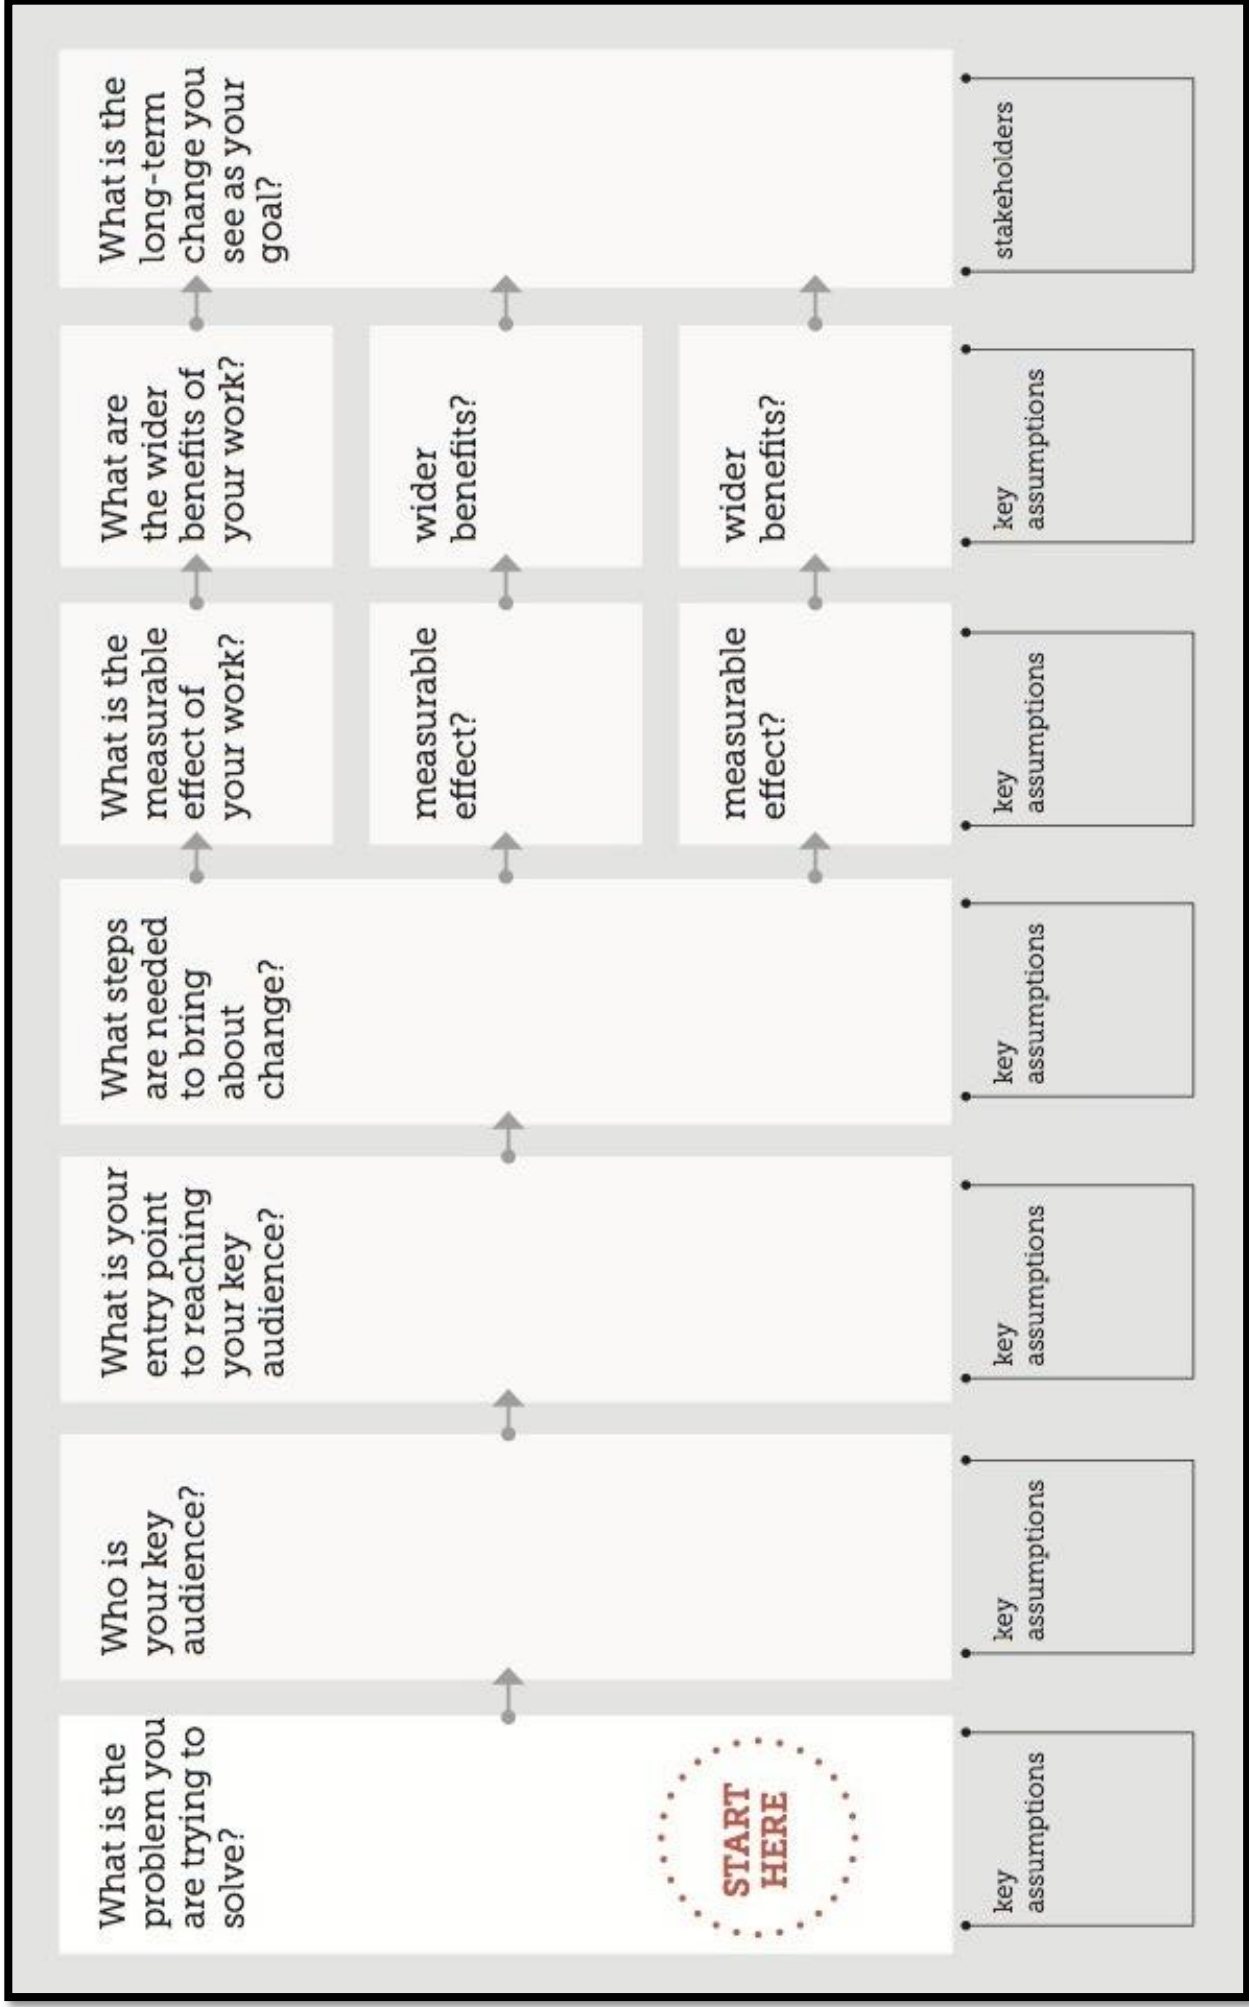 What is the
problem you
are trying to
solve?
START
HERE
key
assumptions
Who is
your key
audience?
key
assumptions
What is your
entry point
to reaching
your key
audience?
key
assumptions
What steps
are needed
to bring
about
change?
key
assumptions
What is the
measurable
effect of
your work?
measurable
effect?
measurable
effect?
key
assumptions
What are
the wider
benefits of
your work?
wider
benefits?
wider
benefits?
key
assumptions
What is the
long-term
change you
see as your
goal?
stakeholders